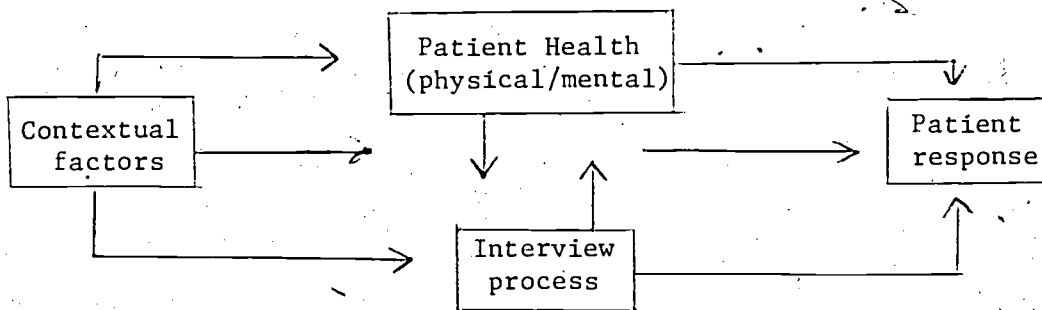 Patient Health
(physical/mental)
Contextual
factors
Patient
response
Interview
process